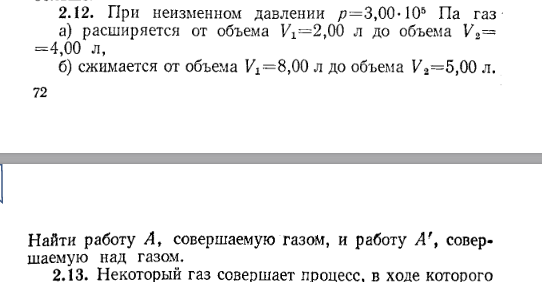 2.12. При неизменном давлении p=3,00·10⁵ Па газ
а) расширяется от объема V₁=2,00 л до объема V₂=
=4,00 л,
б) сжимается от объема V₁=8,00 л до объема V₂=5,00 л.
72
Найти работу A, совершаемую газом, и работу A′, совер-
шаемую над газом.
2.13. Некоторый газ совершает процесс, в ходе которого